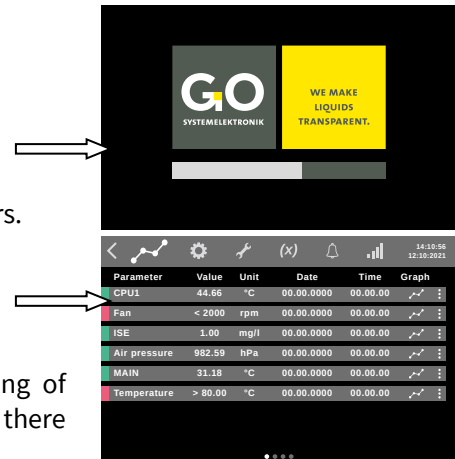 GO
SYSTEMELEKTRONIK
WE MAKE
LIQUIDS
TRANSPARENT.
rs.
(x)
14:10:56
12:10:2021
Parameter Value Unit Date Time Graph
CPU1 44.66 °C 00.00.0000 00.00.00
Fan < 2000 rpm 00.00.0000 00.00.00
ISE 1.00 mg/l 00.00.0000 00.00.00
Air pressure 982.59 hPa 00.00.0000 00.00.00
MAIN 31.18 °C 00.00.0000 00.00.00
Temperature > 80.00 °C 00.00.0000 00.00.00
ng of
there